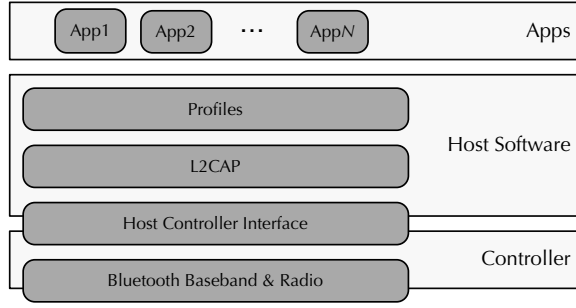 App1 App2 ... AppN Apps
Profiles
Host Software
L2CAP
Host Controller Interface
Controller
Bluetooth Baseband & Radio